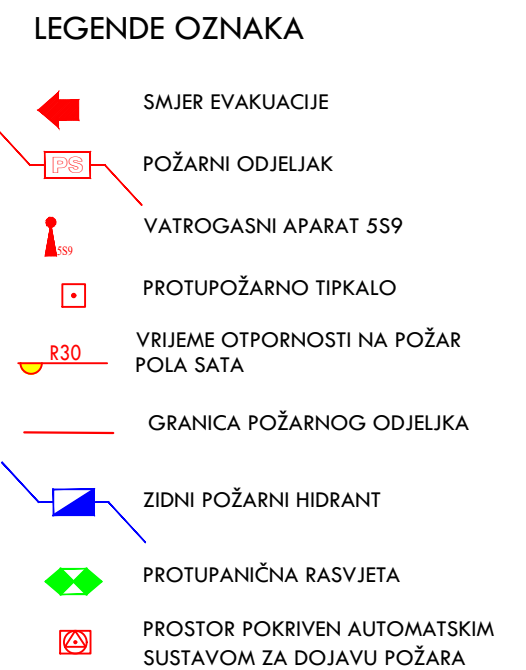 LEGENDE OZNAKA
SMJER EVAKUACIJE
PS
POŽARNI ODJELJAK
5S9
VATROGASNI APARAT 5S9
PROTUPOŽARNO TIPKALO
R30
VRIJEME OTPORNOSTI NA POŽAR
POLA SATA
GRANICA POŽARNOG ODJELJKA
ZIDNI POŽARNI HIDRANT
PROTUPANIČNA RASVJETA
PROSTOR POKRIVEN AUTOMATSKIM
SUSTAVOM ZA DOJAVU POŽARA